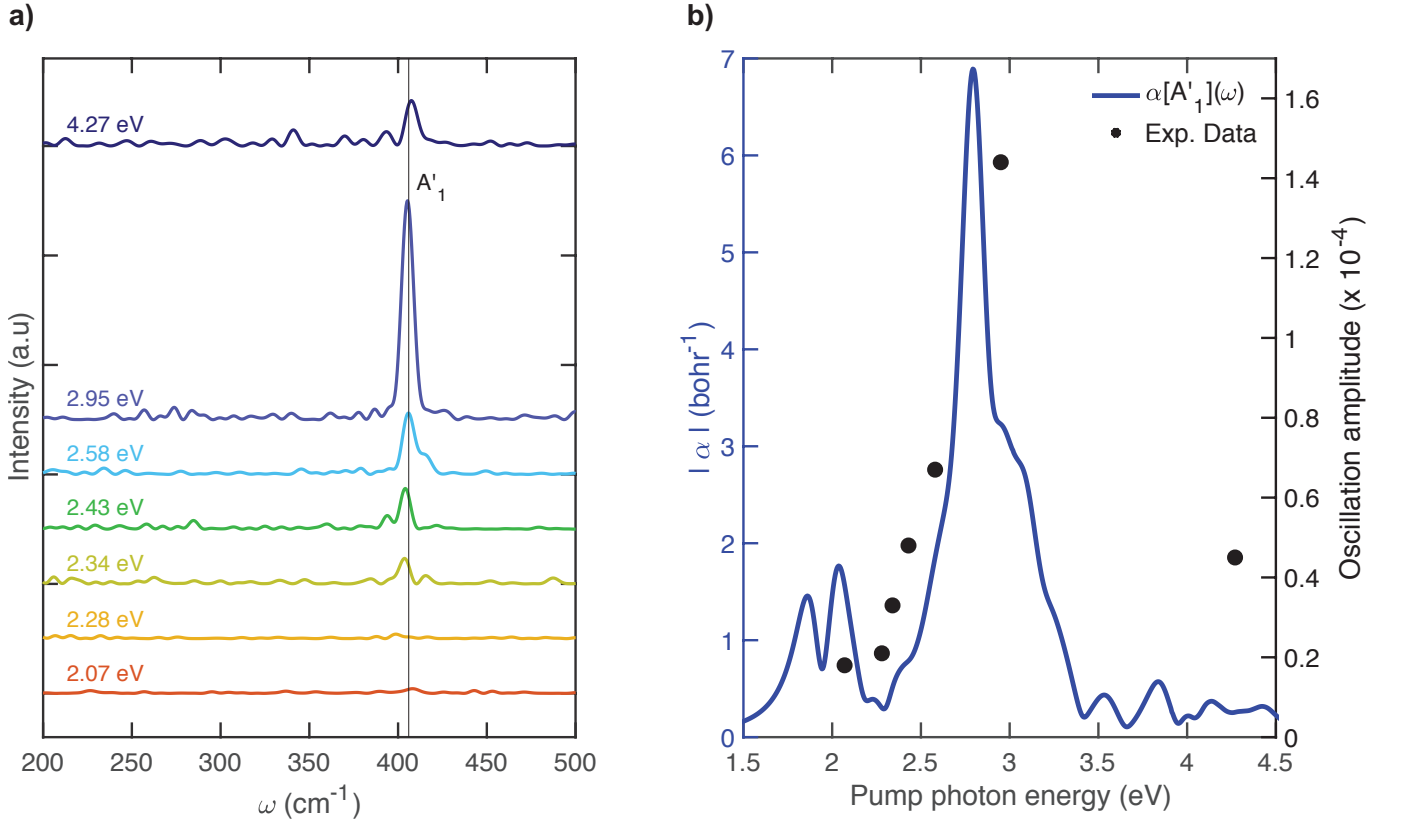 a)
4.27 eV
A'1
2.95 eV
2.58 eV
2.43 eV
2.34 eV
2.28 eV
2.07 eV
200 250 300 350 400 450 500
ω (cm-1)
Intensity (a.u)
b)
α[A'1](ω)
Exp. Data
7
6
5
4
3
2
1
0
| α | (bohr-1)
1.6
1.4
1.2
1
0.8
0.6
0.4
0.2
0
Oscillation amplitude (x 10-4)
1.5 2 2.5 3 3.5 4 4.5
Pump photon energy (eV)